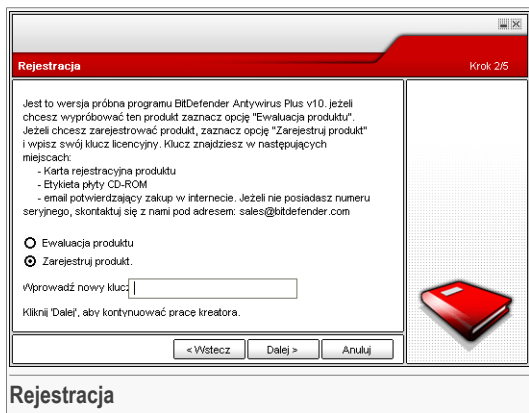 Rejestracja
Krok 2/5
Jest to wersja próbna programu BitDefender Antywirus Plus v10. jeżeli
chcesz wypróbować ten produkt zaznacz opcję "Ewaluacja produktu".
Jeżeli chcesz zarejestrować produkt, zaznacz opcję "Zarejestruj produkt"
i wpisz swój klucz licencyjny. Klucz znajdziesz w następujących
miejscach:
- Karta rejestracyjna produktu
- Etykieta płyty CD-ROM
- email potwierdzający zakup w internecie. Jeżeli nie posiadasz numeru
seryjnego, skontaktuj się z nami pod adresem: sales@bitdefender.com
Ewaluacja produktu
Zarejestruj produkt.
Wprowadź nowy klucz
Kliknij 'Dalej', aby kontynuować pracę kreatora.
< Wstecz
Dalej >
Anuluj
Rejestracja